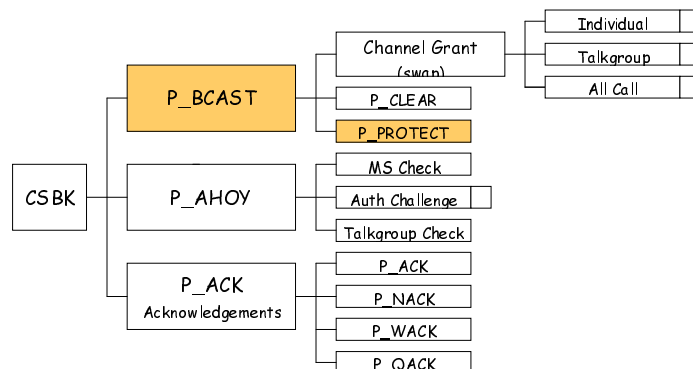 Individual
Channel Grant
(swap)
Talkgroup
P_BCAST
P_CLEAR
All Call
P_PROTECT
MS Check
CSBK
P_AHOY
Auth Challenge
Talkgroup Check
P_ACK
Acknowledgements
P_ACK
P_NACK
P_WACK
P_QACK